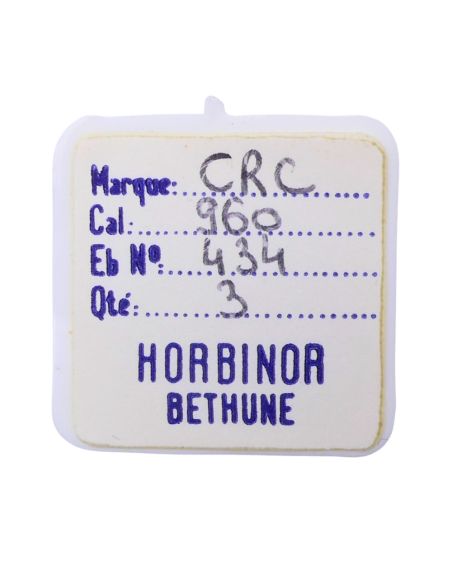 Marque: CRC
Cal: 960
Eb Nº: 434
Qté: 3
HORBINOR
BETHUNE